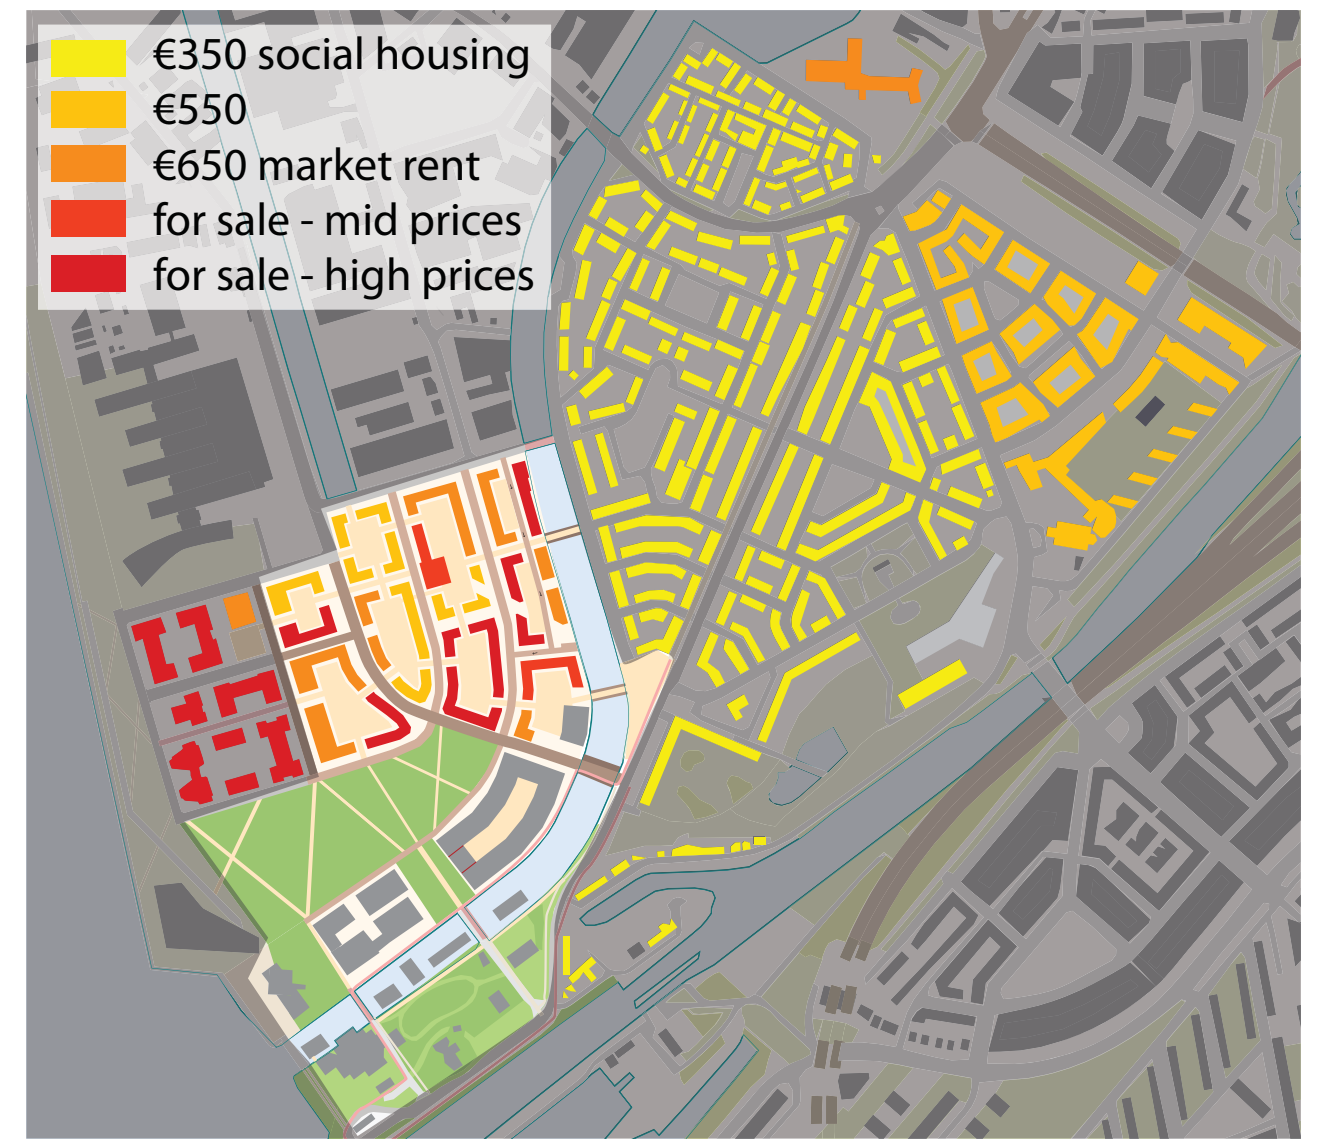 €350 social housing
€550
€650 market rent
for sale - mid prices
for sale - high prices